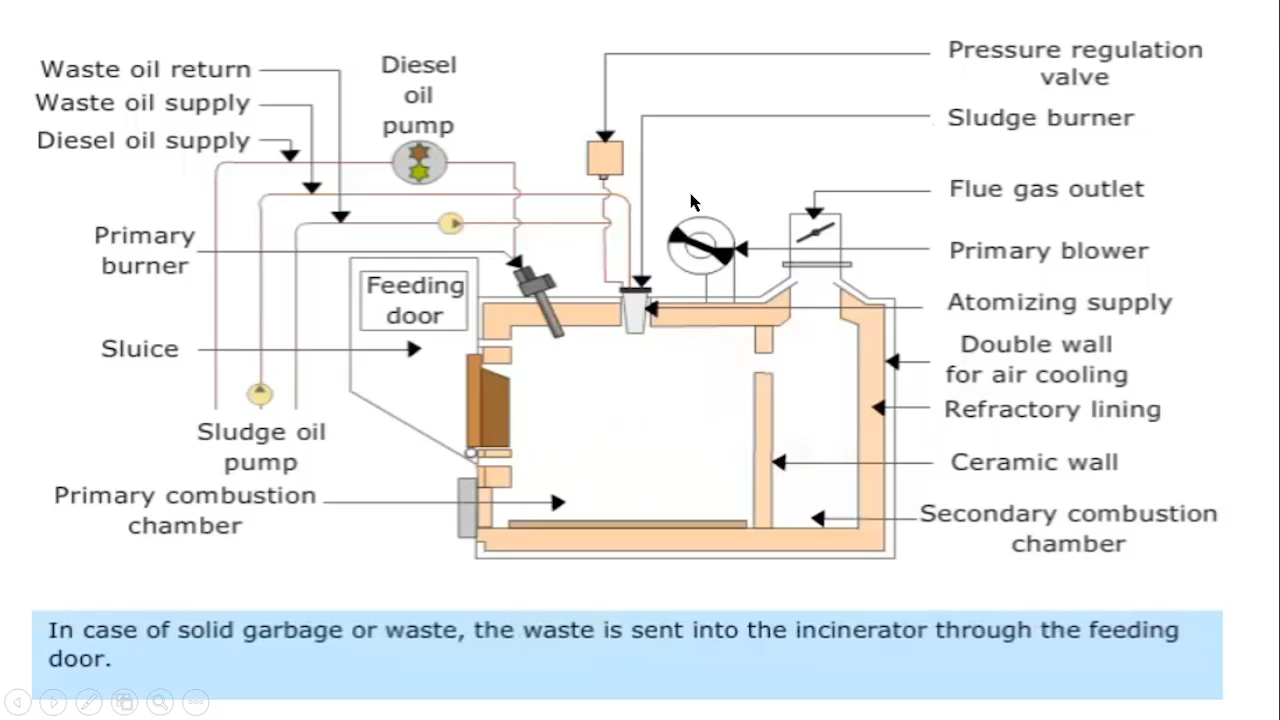 Waste oil return
Waste oil supply
Diesel oil supply
Diesel
oil
pump
Pressure regulation
valve
Sludge burner
Flue gas outlet
Primary
burner
Primary blower
Feeding
door
Atomizing supply
Sluice
Double wall
for air cooling
Refractory lining
Sludge oil
pump
Ceramic wall
Primary combustion
chamber
Secondary combustion
chamber
In case of solid garbage or waste, the waste is sent into the incinerator through the feeding
door.